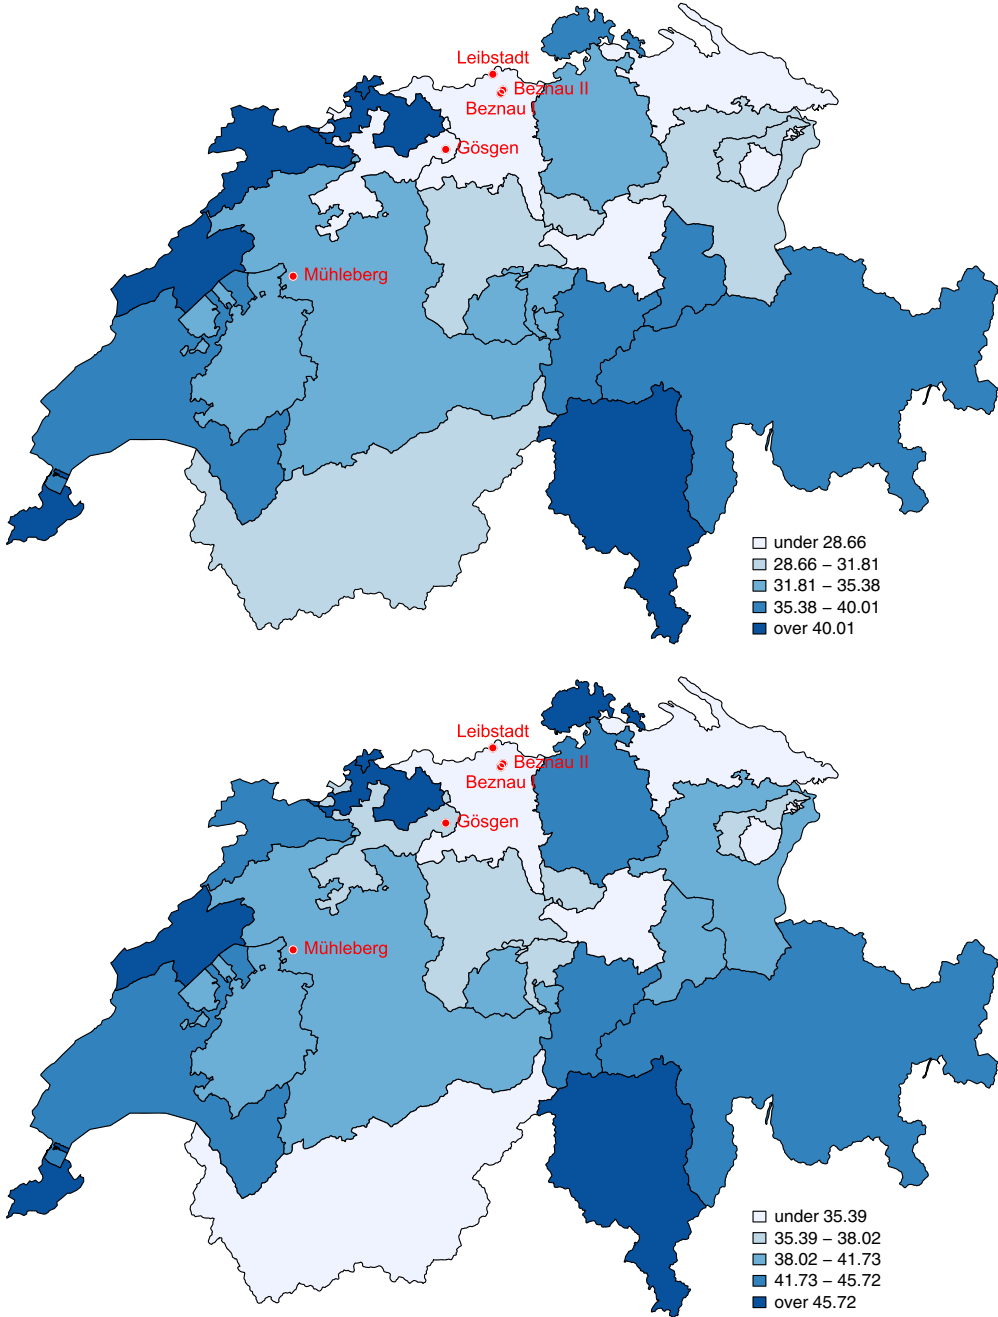 Leibstadt
Beznau II
Beznau I
Gösgen
Mühleberg
under 28.66
28.66 – 31.81
31.81 – 35.38
35.38 – 40.01
over 40.01
Leibstadt
Beznau II
Beznau I
Gösgen
Mühleberg
under 35.39
35.39 – 38.02
38.02 – 41.73
41.73 – 45.72
over 45.72